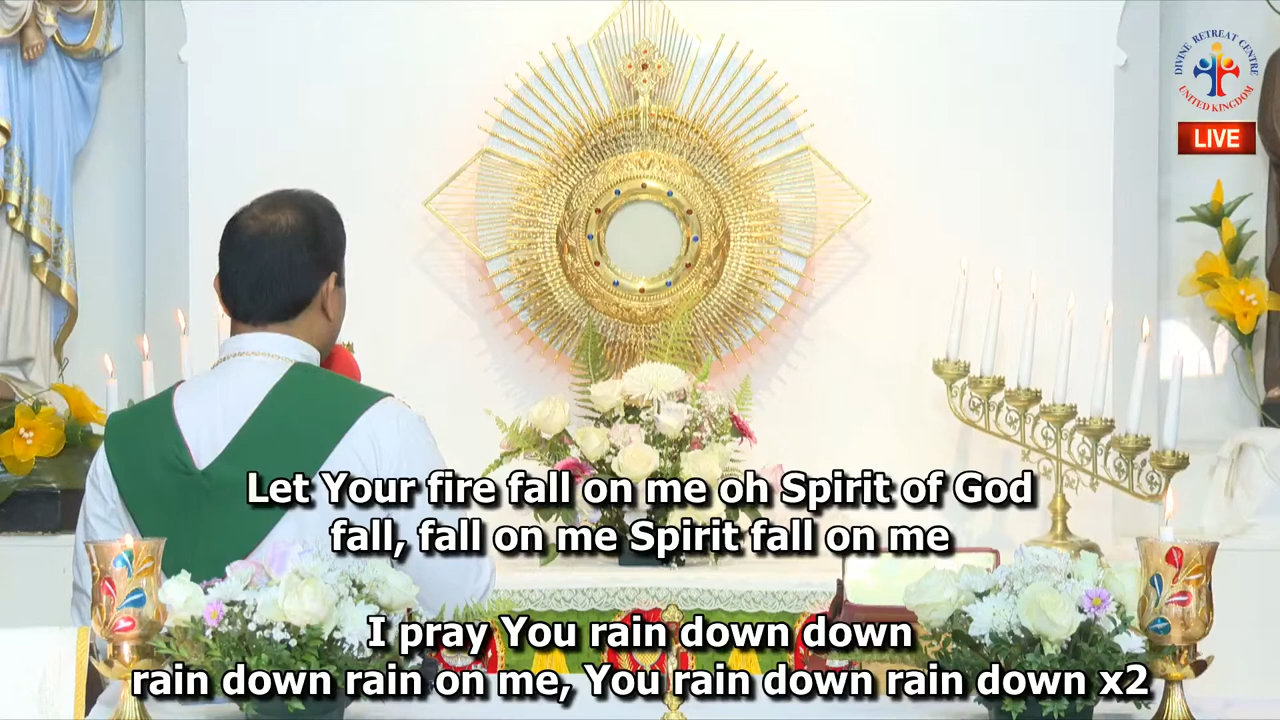 DIVINE RETREAT CENTRE
UNITED KINGDOM
LIVE
Let Your fire fall on me oh Spirit of God
fall, fall on me Spirit fall on me
I pray You rain down down
rain down rain on me, You rain down rain down x2